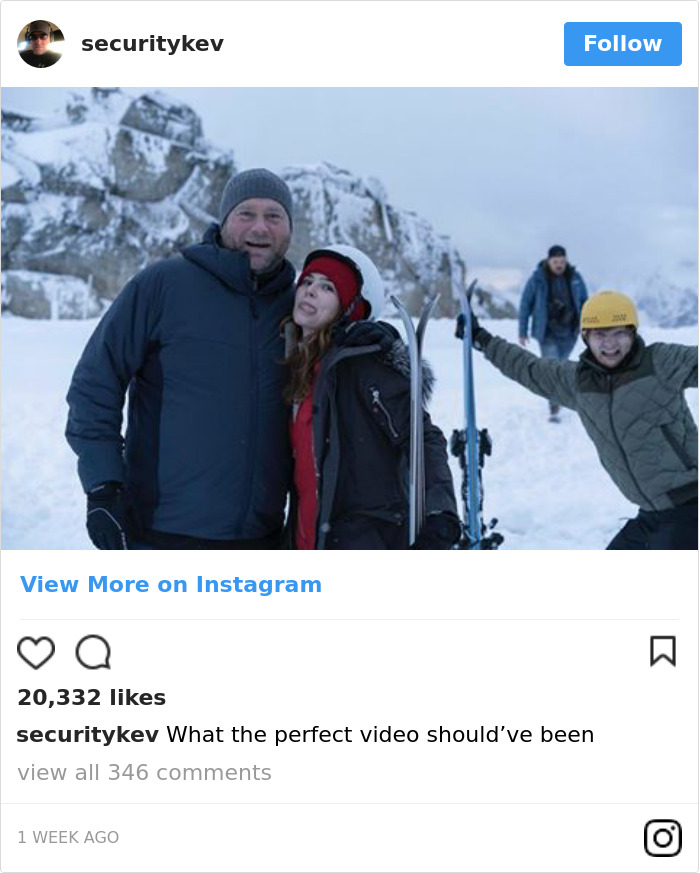 securitykev
Follow
View More on Instagram
20,332 likes
securitykev What the perfect video should’ve been
view all 346 comments
1 WEEK AGO